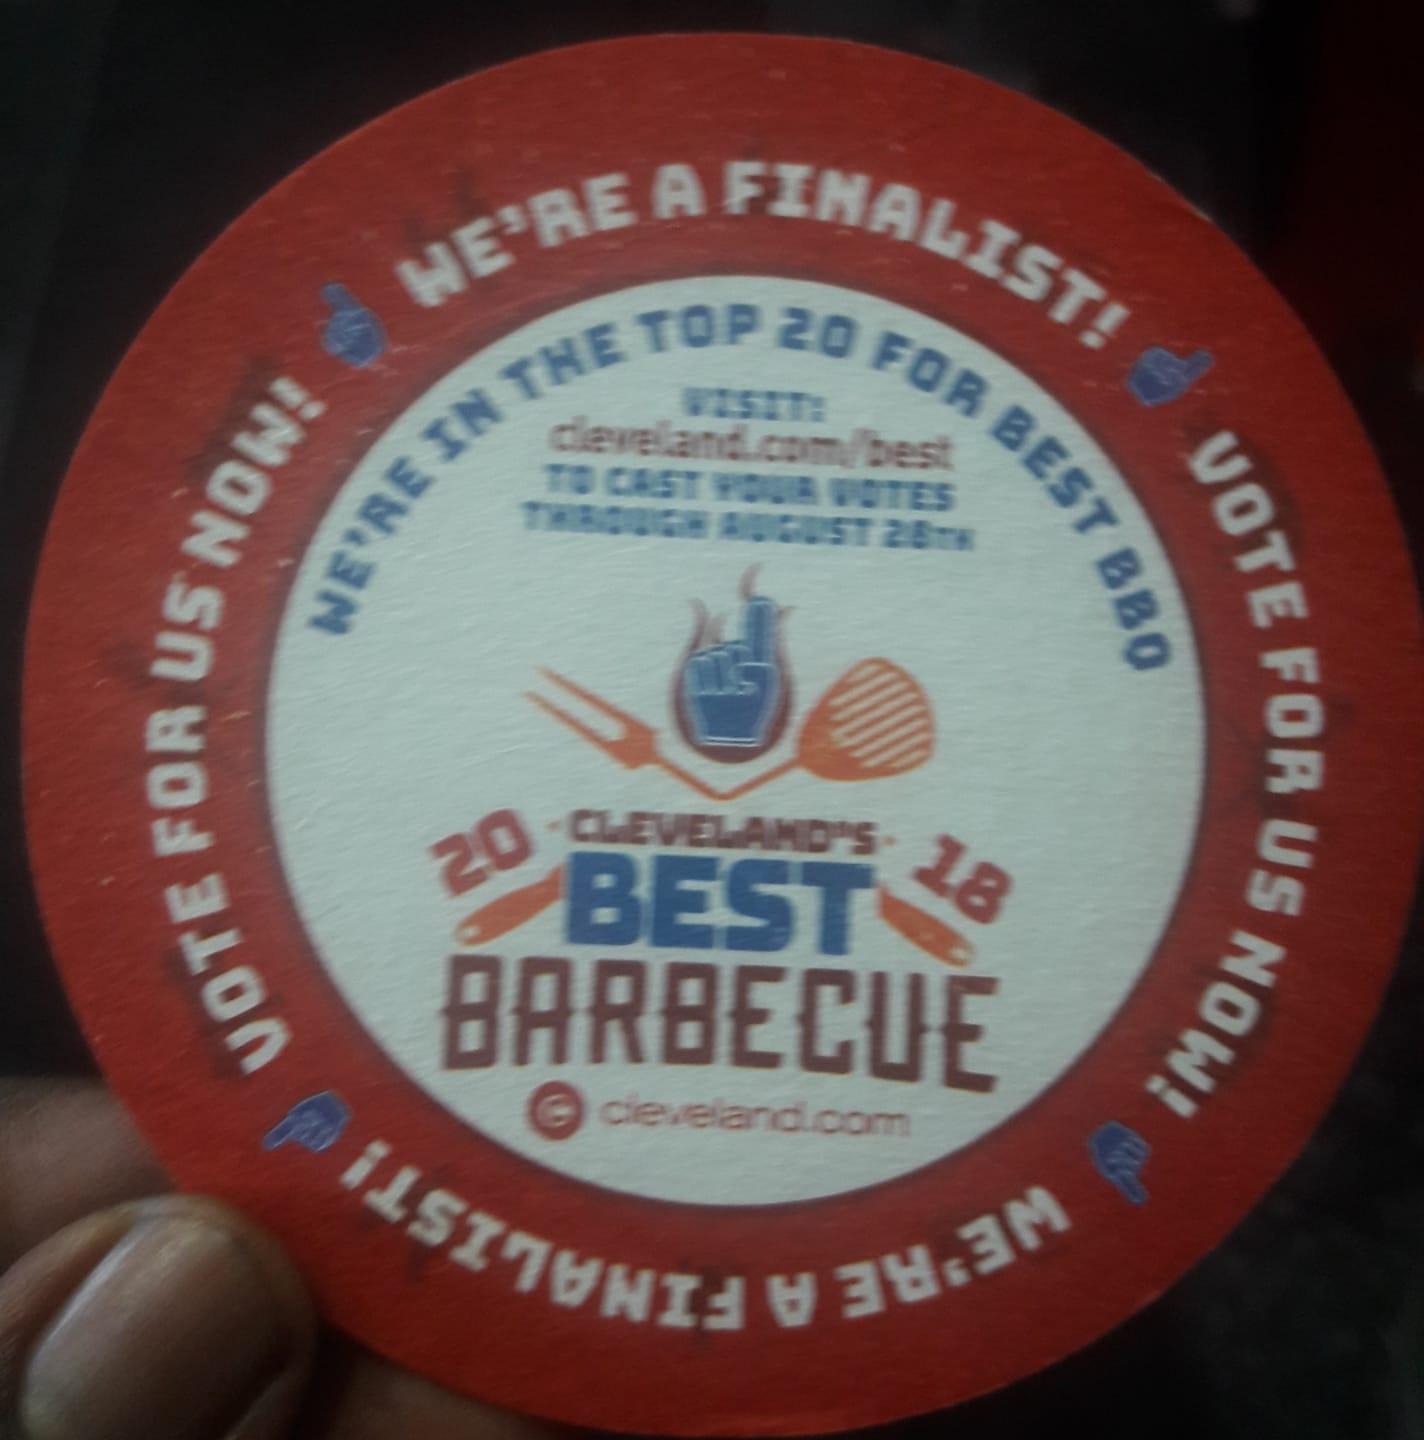 WE'RE A FINALIST!
VOTE FOR US NOW!
WE'RE A FINALIST!
VOTE FOR US NOW!
WE'RE IN THE TOP 20 FOR BEST BBQ
VISIT:
cleveland.com/best
TO CAST YOUR VOTES
THROUGH AUGUST 28TH
20 CLEVELAND'S 18
BEST
BARBECUE
C cleveland.com